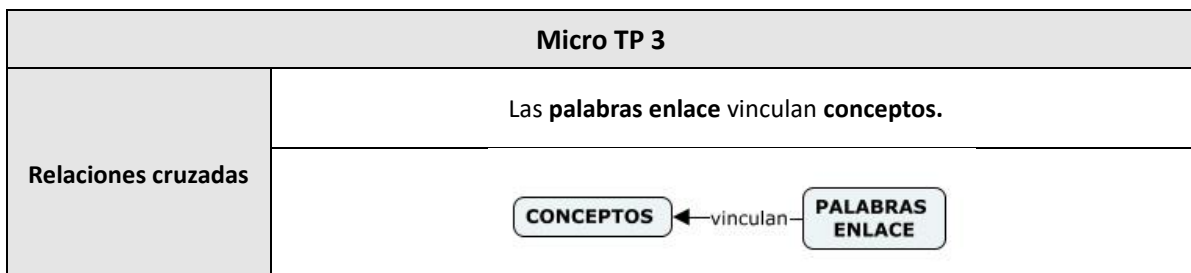 Micro TP 3
Relaciones cruzadas
Las palabras enlace vinculan conceptos.
CONCEPTOS
vinculan
PALABRAS
ENLACE